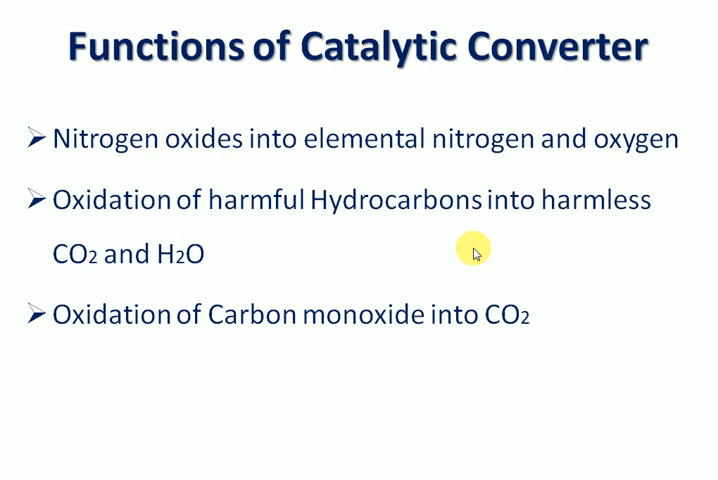 Functions of Catalytic Converter
➢ Nitrogen oxides into elemental nitrogen and oxygen
➢ Oxidation of harmful Hydrocarbons into harmless
CO2 and H2O
➢ Oxidation of Carbon monoxide into CO2